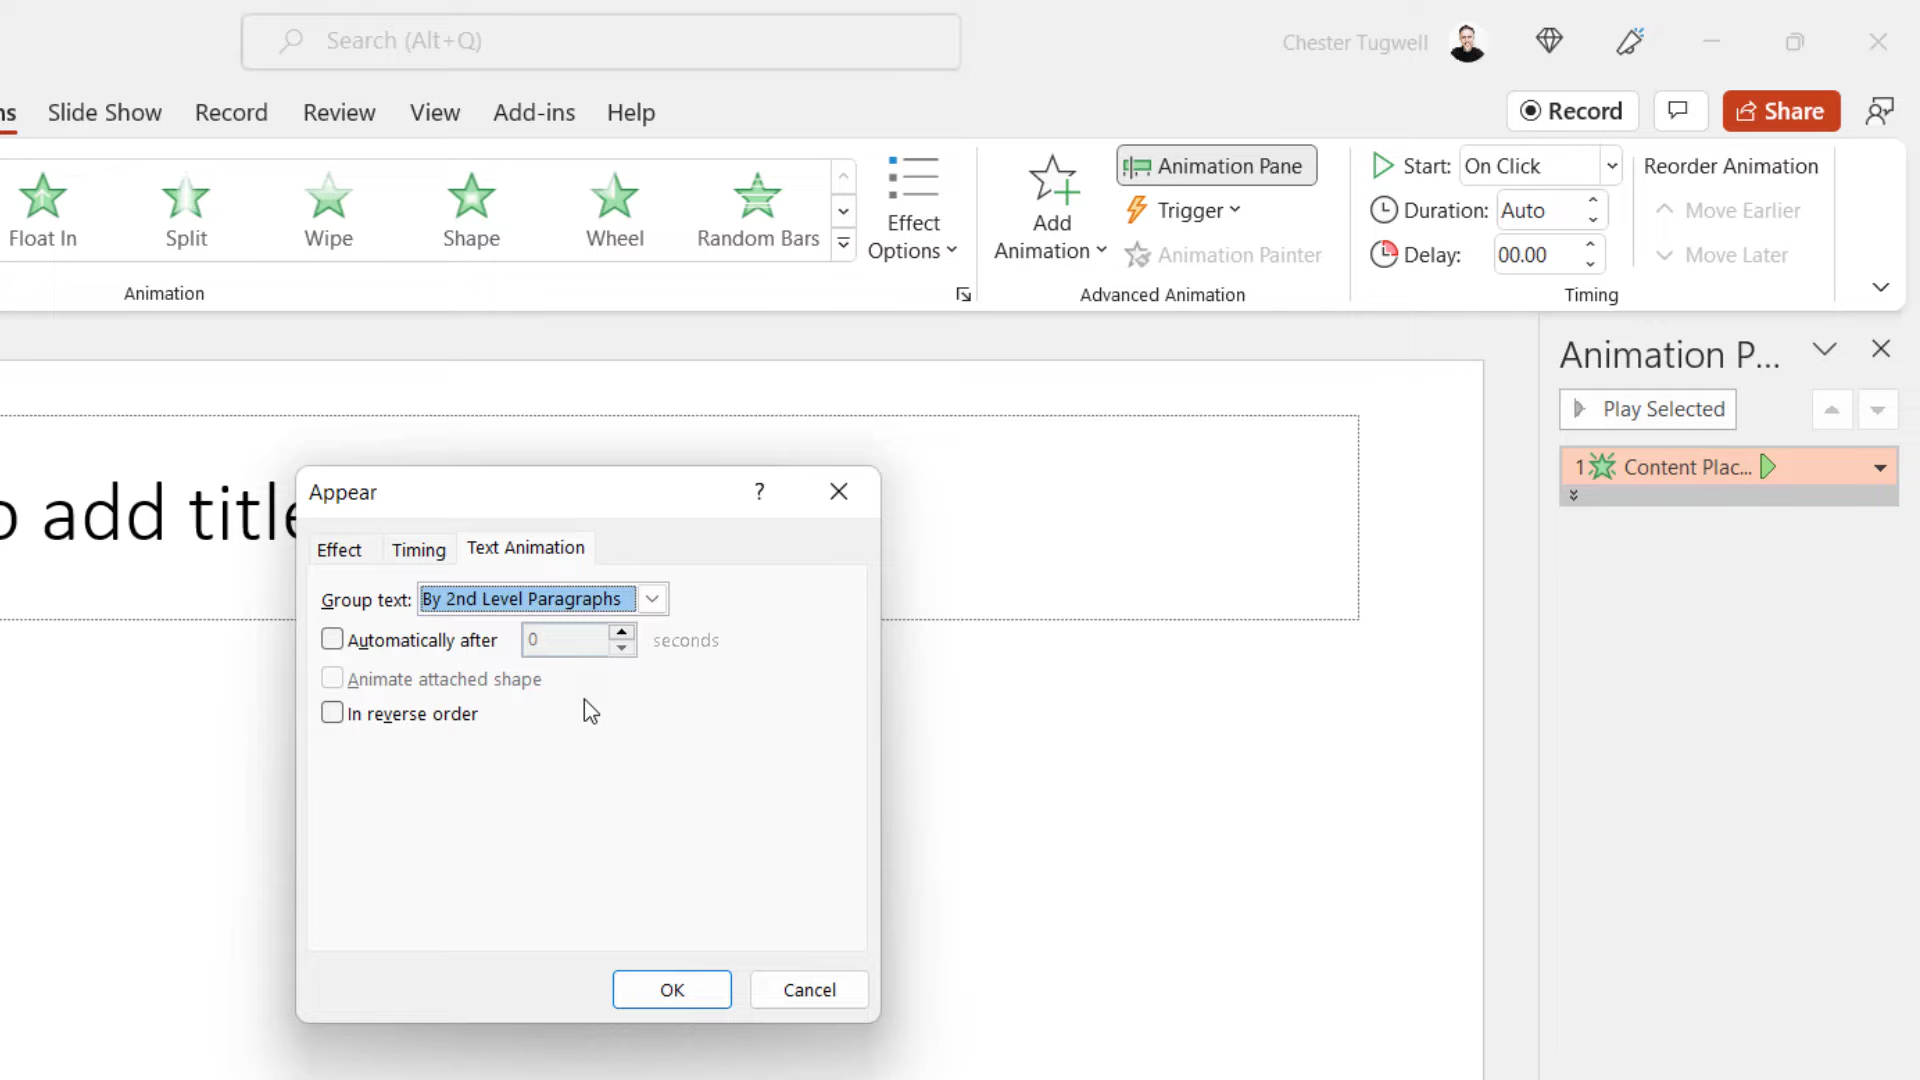 Search (Alt+Q)
Chester Tugwell
ns Slide Show Record Review View Add-ins Help
Record
Share
Float In
Split
Wipe
Shape
Wheel
Random Bars
Effect
Options
Animation
Add
Animation
Animation Pane
Trigger
Animation Painter
Advanced Animation
Start: On Click
Duration: Auto
Delay: 00.00
Timing
Reorder Animation
Move Earlier
Move Later
Animation P...
Play Selected
1 Content Plac...
o add title
Appear ?
Effect Timing Text Animation
Group text: By 2nd Level Paragraphs
Automatically after 0 seconds
Animate attached shape
In reverse order
OK Cancel